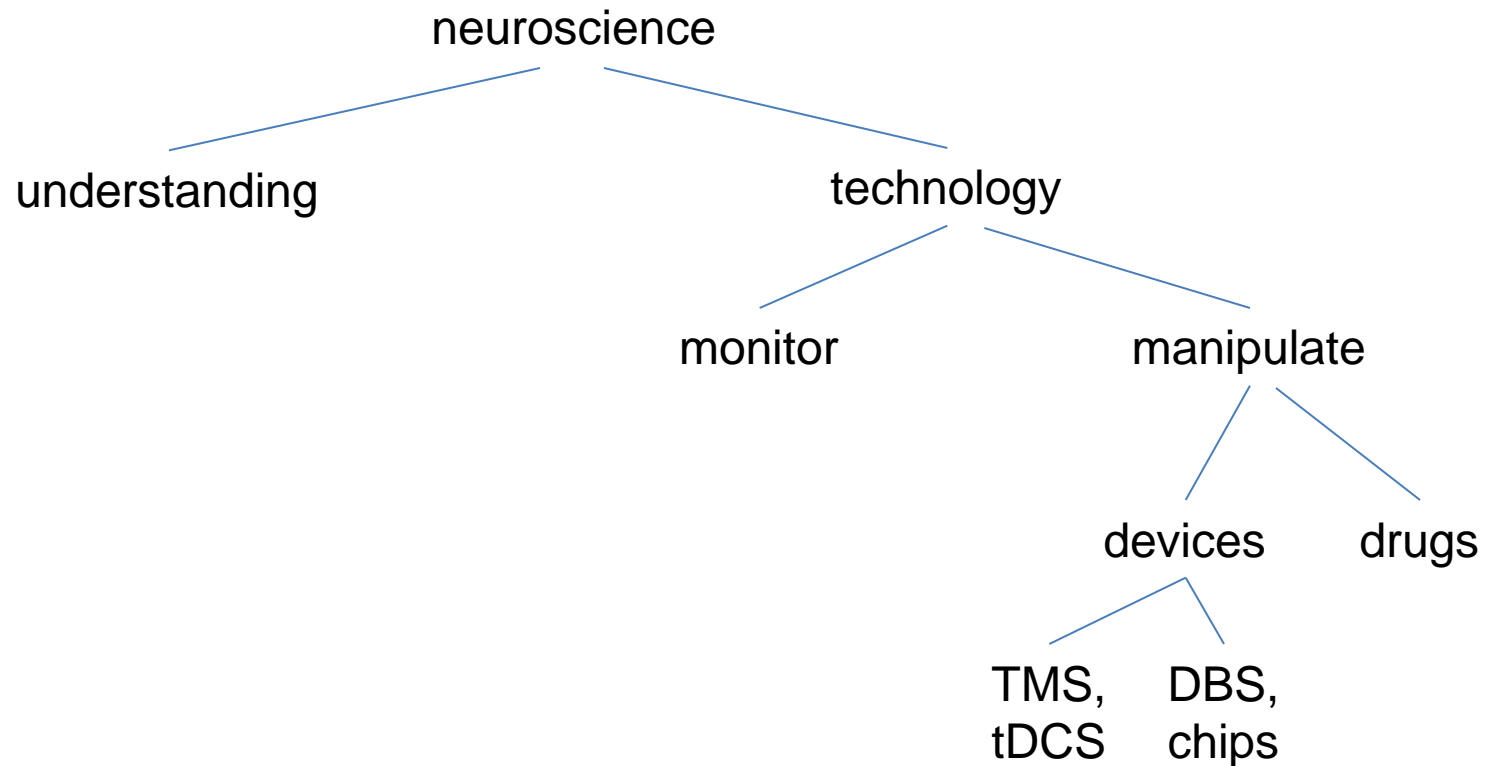 neuroscience
understanding
technology
monitor
manipulate
devices
drugs
TMS,
tDCS
DBS,
chips